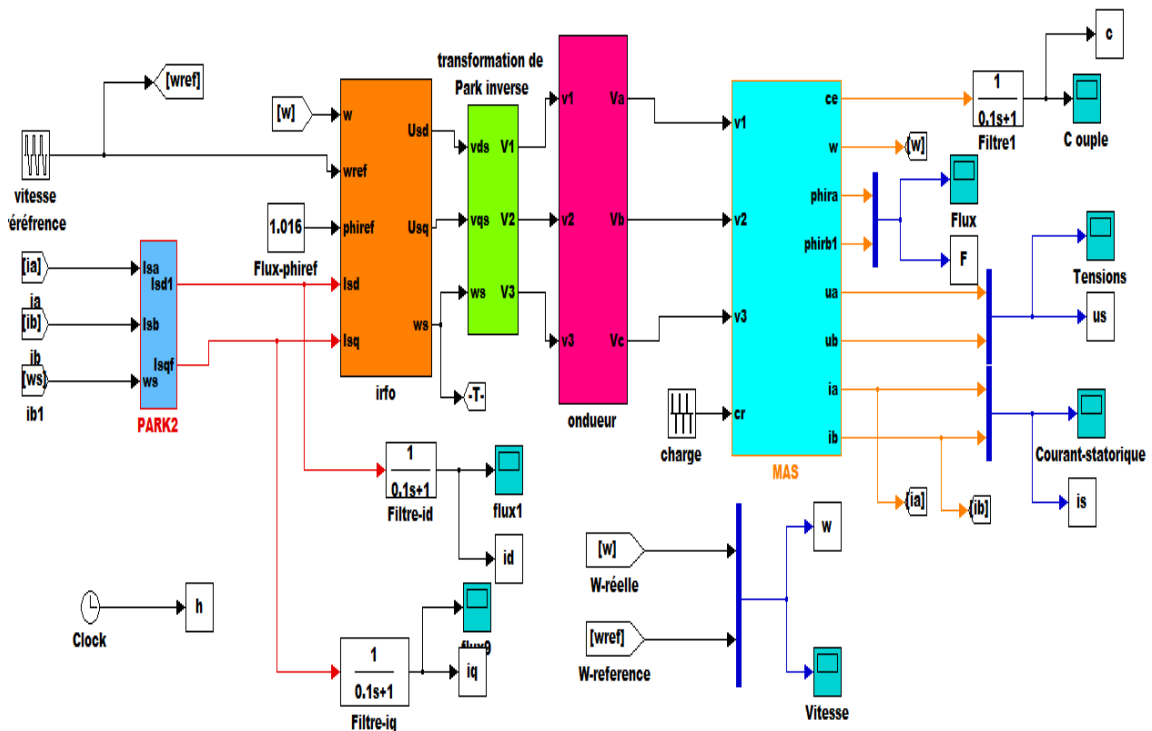 [wref]
vitesse
éréfrence
[w]
w
wref
phiref
Isd
Isq
Usd
Usq
ws
irfo
1.016
Flux-phiref
[ia]
ia
[ib]
ib
[ws]
ib1
Isa
Isb
ws
Isd1
Isqf
PARK2
transformation de
Park inverse
vds
vqs
ws
V1
V2
V3
-T-
v1
v2
v3
Va
Vb
Vc
ondueur
v1
v2
v3
cr
charge
ce
w
phira
phirb1
ua
ub
ia
ib
MAS
1
0.1s+1
Filtre1
c
C ouple
[w]
Flux
F
Tensions
us
Courant-statorique
is
[ia]
[ib]
1
0.1s+1
Filtre-id
flux1
id
1
0.1s+1
Filtre-iq
flux9
iq
Clock
h
[w]
W-réelle
[wref]
W-reference
w
Vitesse